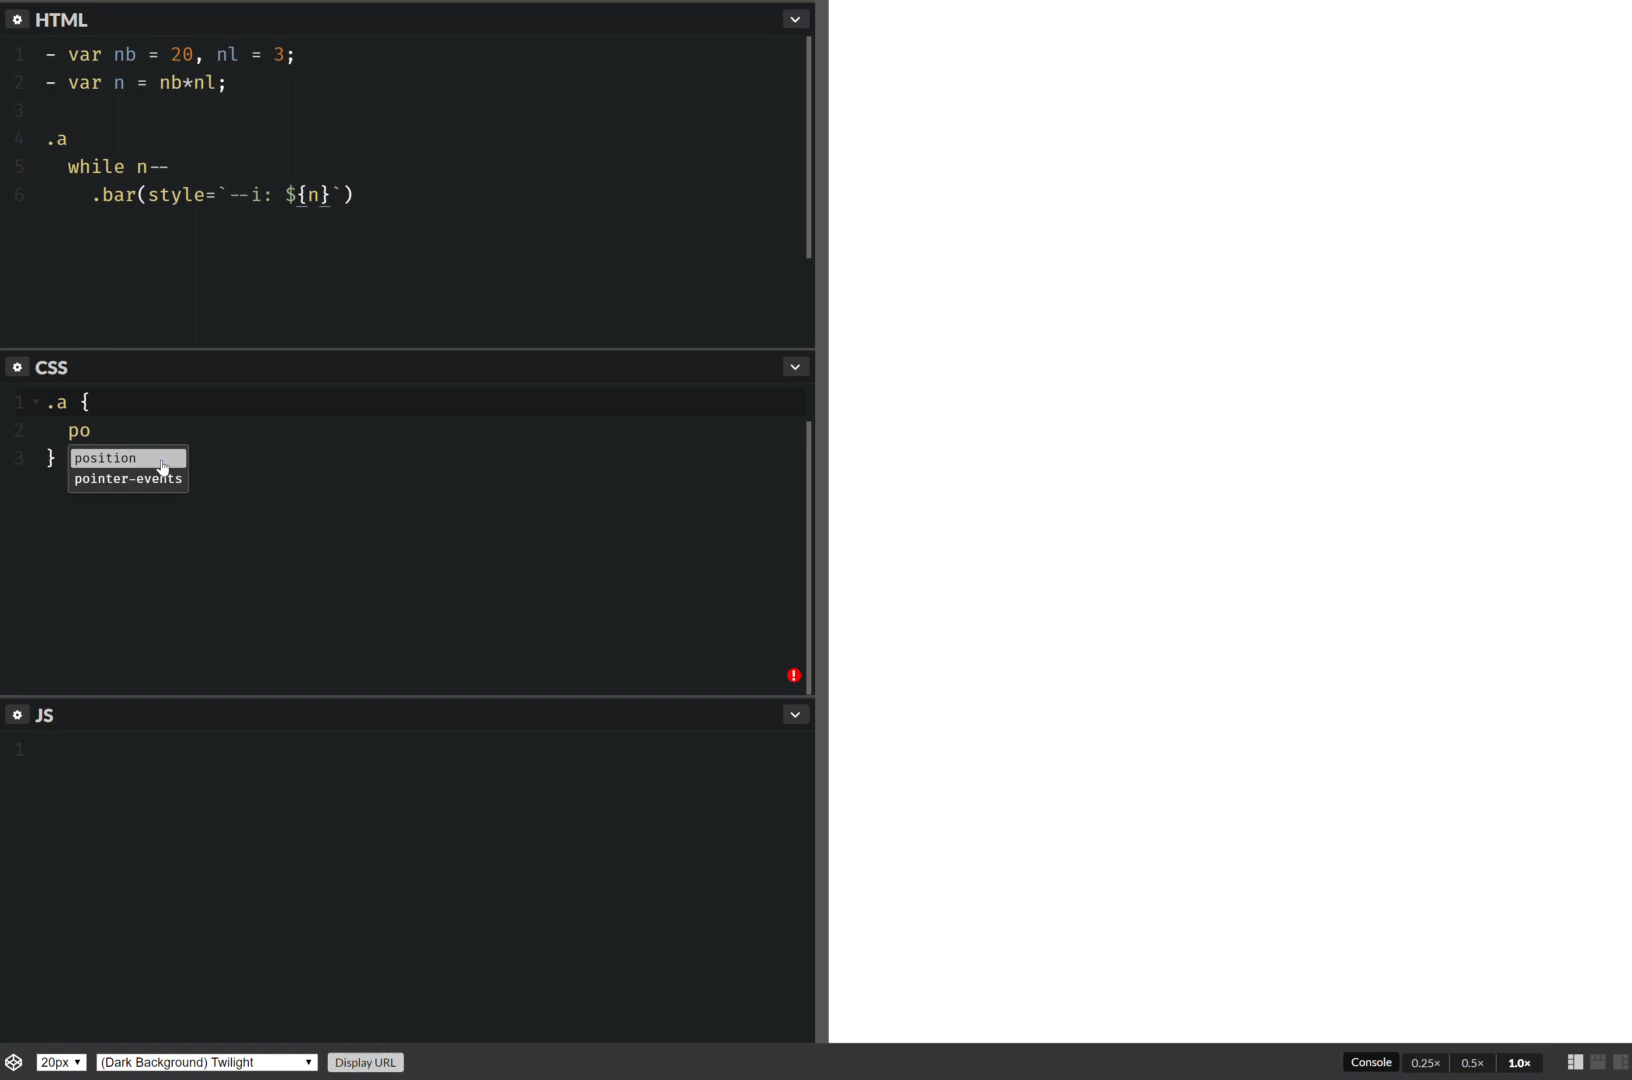 HTML
1 - var nb = 20, nl = 3;
2 - var n = nb*nl;
3
4 .a
5 while n--
6 .bar(style=`--i: ${n}`)
CSS
1 .a {
2 po
3 }
position
pointer-events
!
JS
1
20px
(Dark Background) Twilight
Display URL
Console
0.25×
0.5×
1.0×